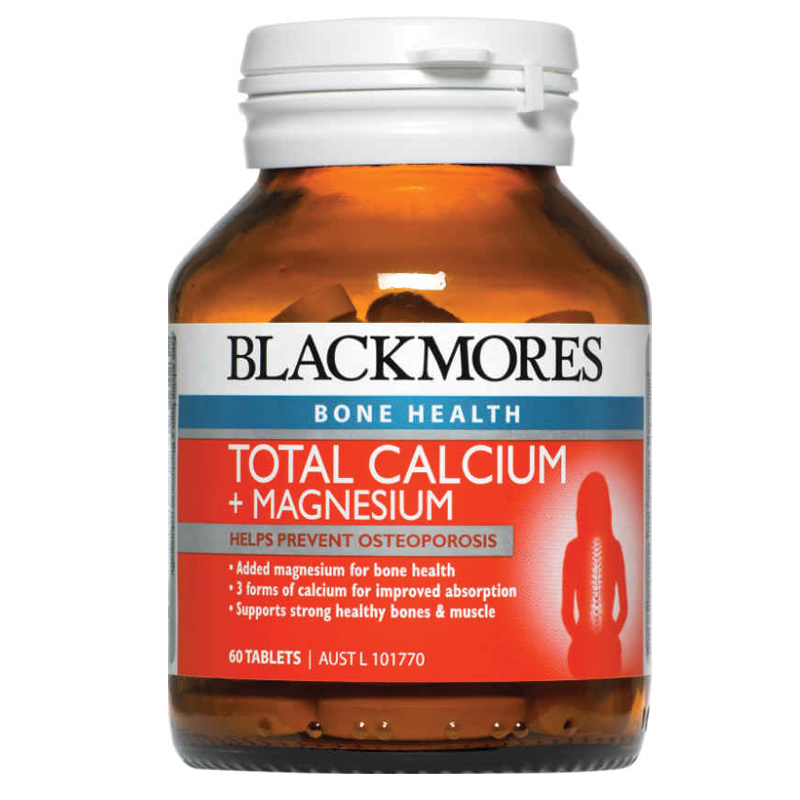 BLACKMORES
BONE HEALTH
TOTAL CALCIUM
+ MAGNESIUM
HELPS PREVENT OSTEOPOROSIS
• Added magnesium for bone health
• 3 forms of calcium for improved absorption
• Supports strong healthy bones & muscle
60 TABLETS | AUST L 101770